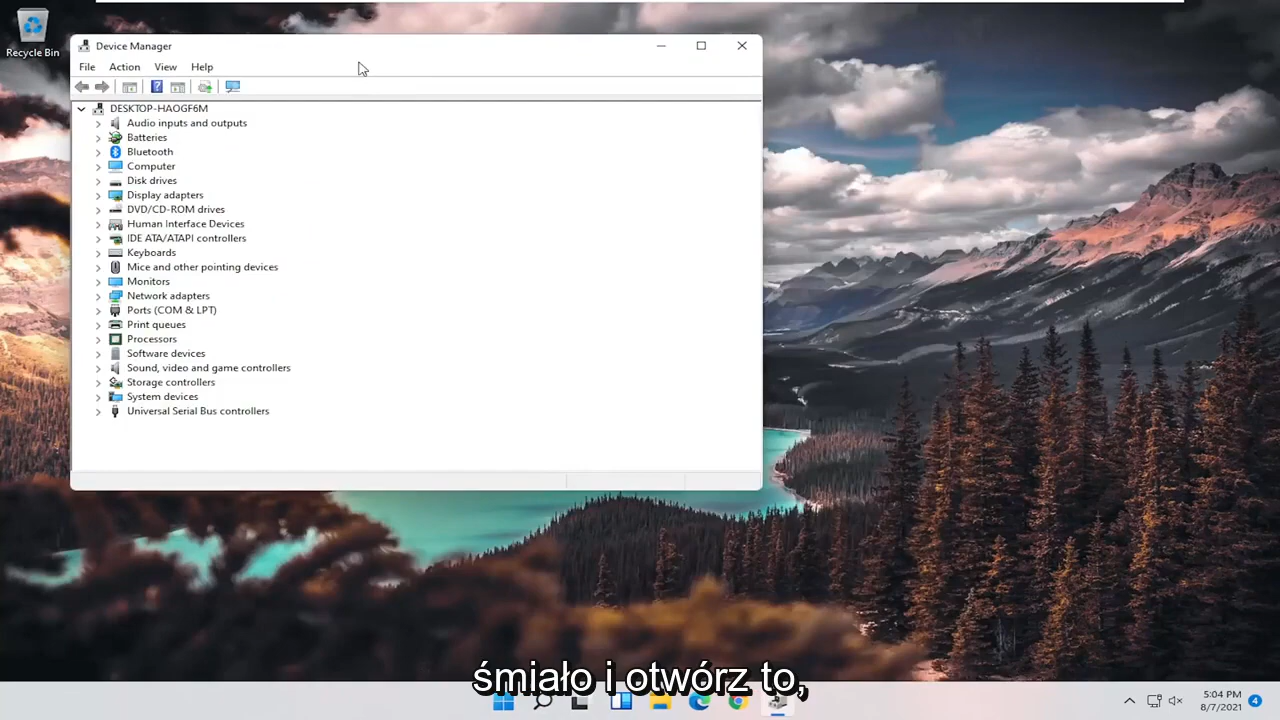 Recycle Bin
Device Manager
File Action View Help
DESKTOP-HAOGF6M
Audio inputs and outputs
Batteries
Bluetooth
Computer
Disk drives
Display adapters
DVD/CD-ROM drives
Human Interface Devices
IDE ATA/ATAPI controllers
Keyboards
Mice and other pointing devices
Monitors
Network adapters
Ports (COM & LPT)
Print queues
Processors
Software devices
Sound, video and game controllers
Storage controllers
System devices
Universal Serial Bus controllers
śmiało i otwórz to,
5:04 PM
8/7/2021
4